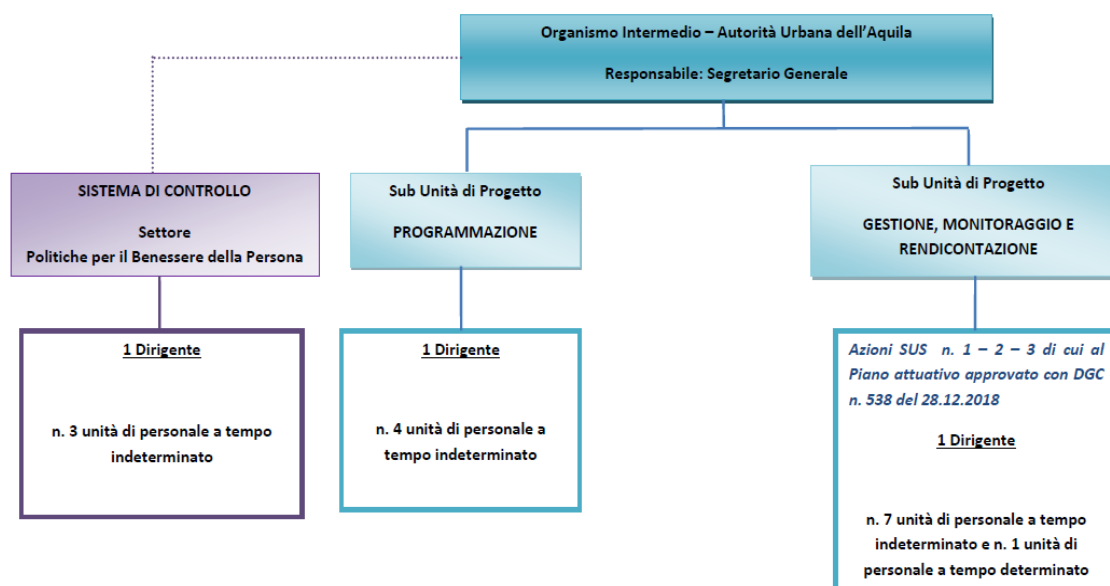 Organismo Intermedio – Autorità Urbana dell'Aquila
Responsabile: Segretario Generale
SISTEMA DI CONTROLLO
Settore
Politiche per il Benessere della Persona
Sub Unità di Progetto
PROGRAMMAZIONE
Sub Unità di Progetto
GESTIONE, MONITORAGGIO E
RENDICONTAZIONE
1 Dirigente
n. 3 unità di personale a tempo
indeterminato
1 Dirigente
n. 4 unità di personale a
tempo indeterminato
Azioni SUS n. 1 – 2 – 3 di cui al
Piano attuativo approvato con DGC
n. 538 del 28.12.2018
1 Dirigente
n. 7 unità di personale a tempo
indeterminato e n. 1 unità di
personale a tempo determinato